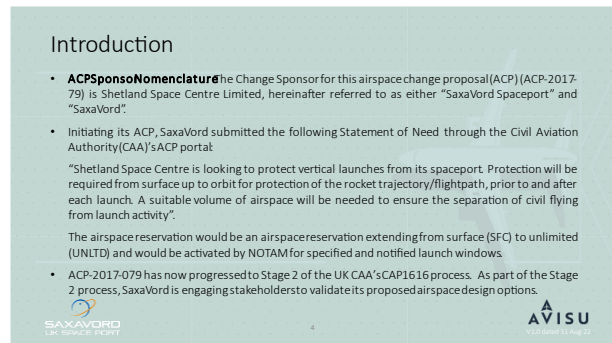 Introduction
• ACPSponsoNomenclature The Change Sponsor for this airspace change proposal (ACP) (ACP-2017-
79) is Shetland Space Centre Limited, hereinafter referred to as either “SaxaVord Spaceport” and
“SaxaVord”.
• Initiating its ACP, SaxaVord submitted the following Statement of Need through the Civil Aviation
Authority (CAA)’s ACP portal:
“Shetland Space Centre is looking to protect vertical launches from its spaceport. Protection will be
required from surface up to orbit for protection of the rocket trajectory/flightpath, prior to and after
each launch. A suitable volume of airspace will be needed to ensure the separation of civil flying
from launch activity”.
The airspace reservation would be an airspace reservation extending from surface (SFC) to unlimited
(UNLTD) and would be activated by NOTAM for specified and notified launch windows.
• ACP-2017-079 has now progressed to Stage 2 of the UK CAA’s CAP1616 process. As part of the Stage
2 process, SaxaVord is engaging stakeholders to validate its proposed airspace design options.
SAXAVORD
UK SPACE PORT
4
AVISU
V1.0 dated 31 Aug 22